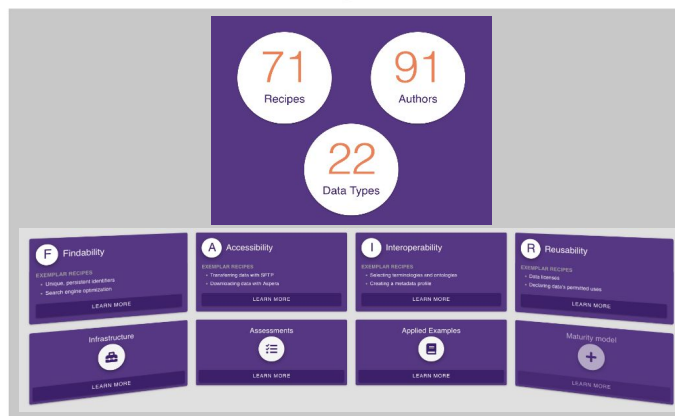 71
Recipes
91
Authors
22
Data Types
F Findability
EXEMPLAR RECIPES
• Unique, persistent identifiers
• Search engine optimization
LEARN MORE
A Accessibility
EXEMPLAR RECIPES
• Transferring data with SFTP
• Downloading data with Aspera
LEARN MORE
I Interoperability
EXEMPLAR RECIPES
• Selecting terminologies and ontologies
• Creating a metadata profile
LEARN MORE
R Reusability
EXEMPLAR RECIPES
• Data licenses
• Declaring data's permitted uses
LEARN MORE
Infrastructure
LEARN MORE
Assessments
LEARN MORE
Applied Examples
LEARN MORE
Maturity model
LEARN MORE